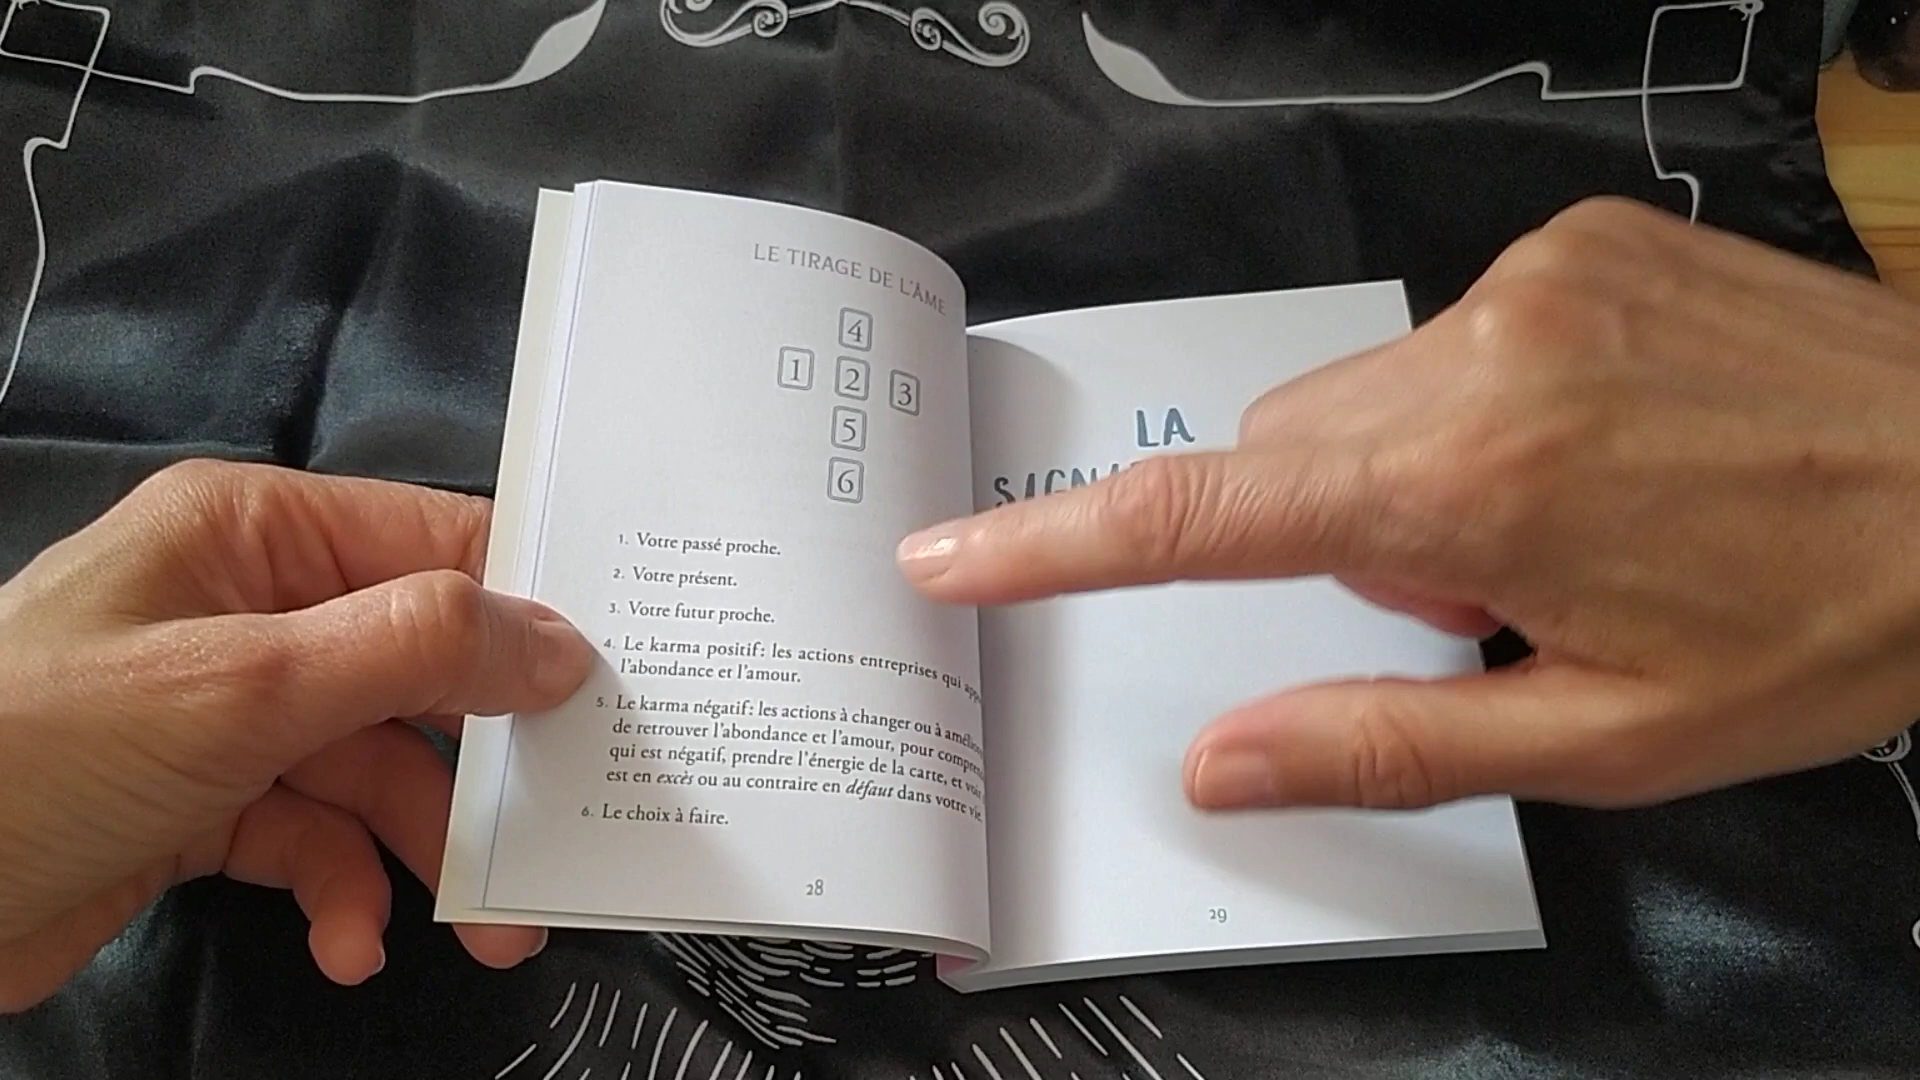 LE TIRAGE DE L'ÂME
4
1 2 3
5
6
1. Votre passé proche.
2. Votre présent.
3. Votre futur proche.
4. Le karma positif : les actions entreprises qui
l'abondance et l'amour.
5. Le karma négatif : les actions à changer ou à
de retrouver l'abondance et l'amour, pour
qui est négatif, prendre l'énergie de la carte, et voir
est en excès ou au contraire en défaut dans votre vie.
6. Le choix à faire.
28
LA
29